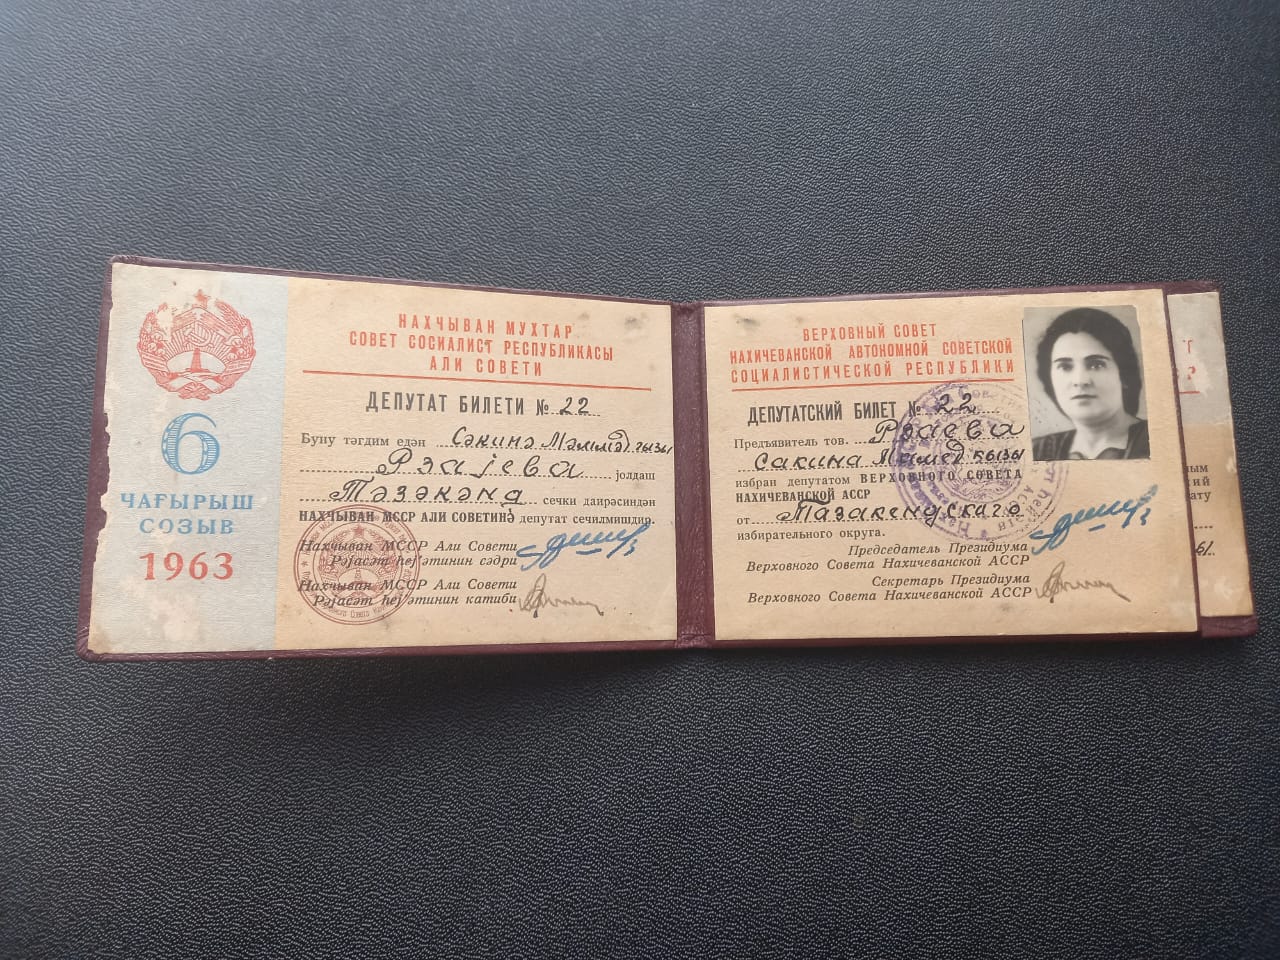 6
ЧАҒЫРЫШ
СОЗЫВ
1963
НАХЧЫВАН МУХТАР
СОВЕТ СОСИАЛИСТ РЕСПУБЛИКАСЫ
АЛИ СОВЕТИ
ДЕПУТАТ БИЛЕТИ № 22
Буну тәгдим едән Сәкинә Мәммәд гызы
Рзајева јолдаш
Тәзәкәнд сечки даирәсиндән
НАХЧЫВАН МССР АЛИ СОВЕТИНӘ депутат сечилмишдир.
Нахчыван МССР Али Совети
Рәјасәт һеј'әтинин сәдри
Нахчыван МССР Али Совети
Рәјасәт һеј'әтинин катиби
ВЕРХОВНЫЙ СОВЕТ
НАХИЧЕВАНСКОЙ АВТОНОМНОЙ СОВЕТСКОЙ
СОЦИАЛИСТИЧЕСКОЙ РЕСПУБЛИКИ
ДЕПУТАТСКИЙ БИЛЕТ № 22
Предъявитель тов. Рзаева
Сакина Мамед кызы
избран депутатом ВЕРХОВНОГО СОВЕТА
НАХИЧЕВАНСКОЙ АССР
от Тазакендского
избирательного округа.
Председатель Президиума
Верховного Совета Нахичеванской АССР
Секретарь Президиума
Верховного Совета Нахичеванской АССР